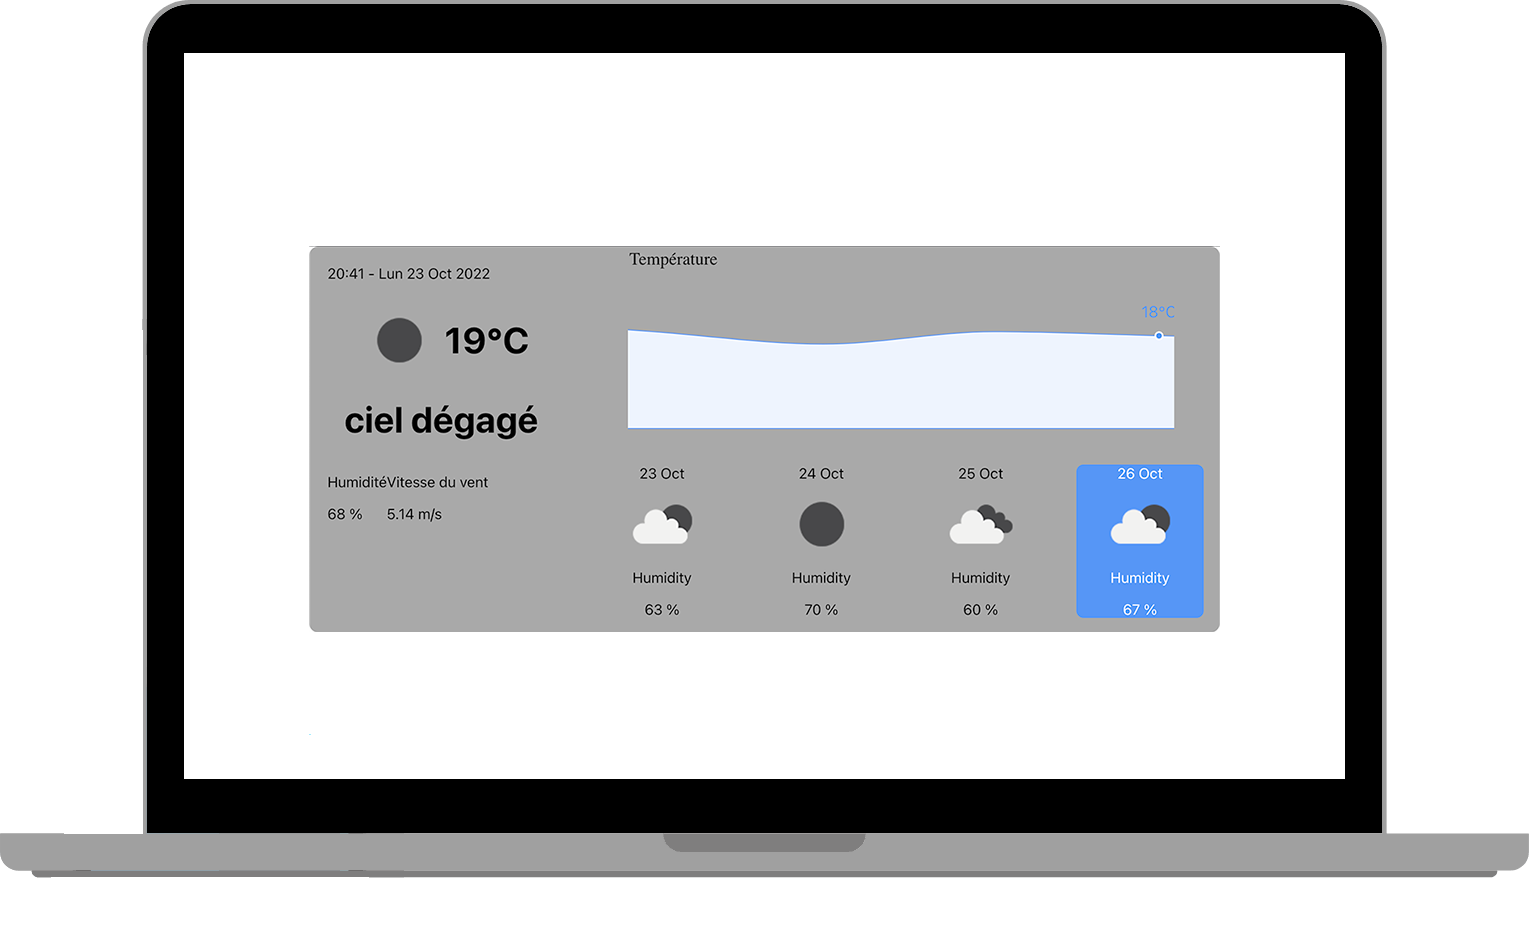 20:41 - Lun 23 Oct 2022
19°C
ciel dégagé
HumiditéVitesse du vent
68 % 5.14 m/s
Température
18°C
23 Oct 24 Oct 25 Oct 26 Oct
Humidity Humidity Humidity Humidity
63 % 70 % 60 % 67 %